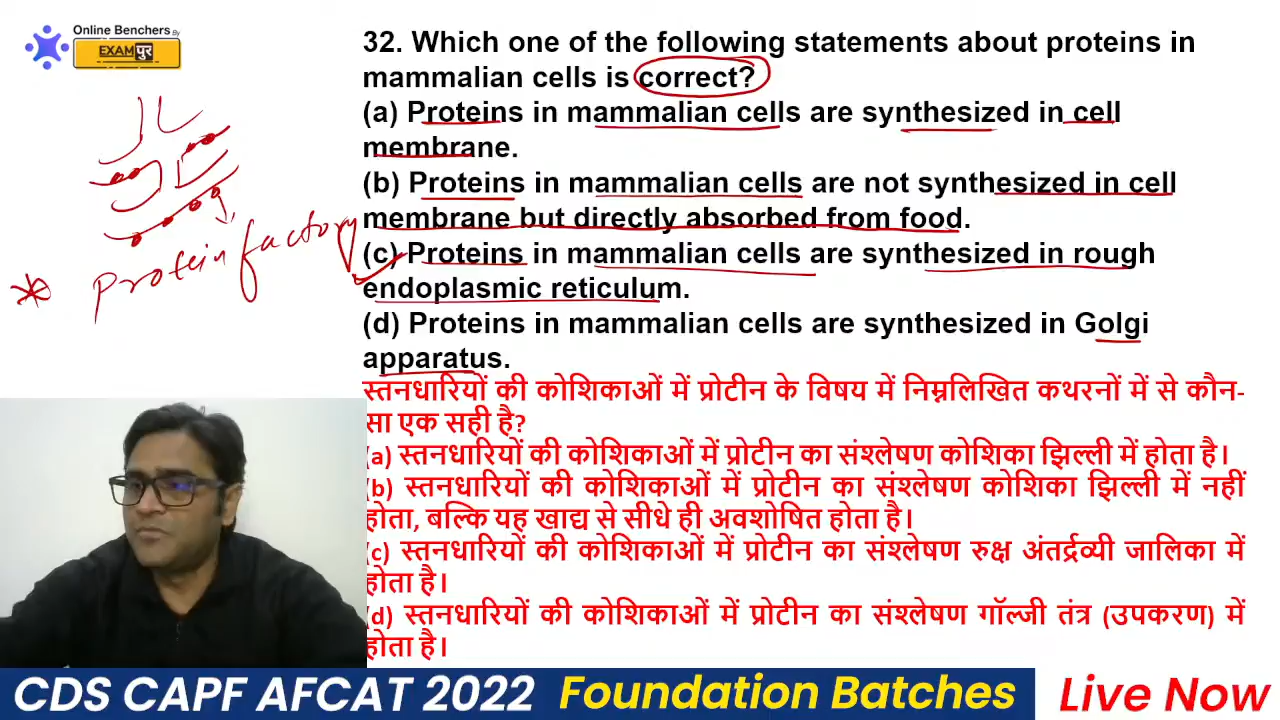 Online Benchers By
EXAMपुर
32. Which one of the following statements about proteins in
mammalian cells is correct?
(a) Proteins in mammalian cells are synthesized in cell
membrane.
(b) Proteins in mammalian cells are not synthesized in cell
membrane but directly absorbed from food.
(c) Proteins in mammalian cells are synthesized in rough
endoplasmic reticulum.
(d) Proteins in mammalian cells are synthesized in Golgi
apparatus.
Protein factory
स्तनधारियों की कोशिकाओं में प्रोटीन के विषय में निम्नलिखित कथरनों में से कौन-
सा एक सही है?
(a) स्तनधारियों की कोशिकाओं में प्रोटीन का संश्लेषण कोशिका झिल्ली में होता है।
(b) स्तनधारियों की कोशिकाओं में प्रोटीन का संश्लेषण कोशिका झिल्ली में नहीं
होता, बल्कि यह खाद्य से सीधे ही अवशोषित होता है।
(c) स्तनधारियों की कोशिकाओं में प्रोटीन का संश्लेषण रुक्ष अंतर्द्रव्यी जालिका में
होता है।
(d) स्तनधारियों की कोशिकाओं में प्रोटीन का संश्लेषण गॉल्जी तंत्र (उपकरण) में
होता है।
CDS CAPF AFCAT 2022 Foundation Batches Live Now